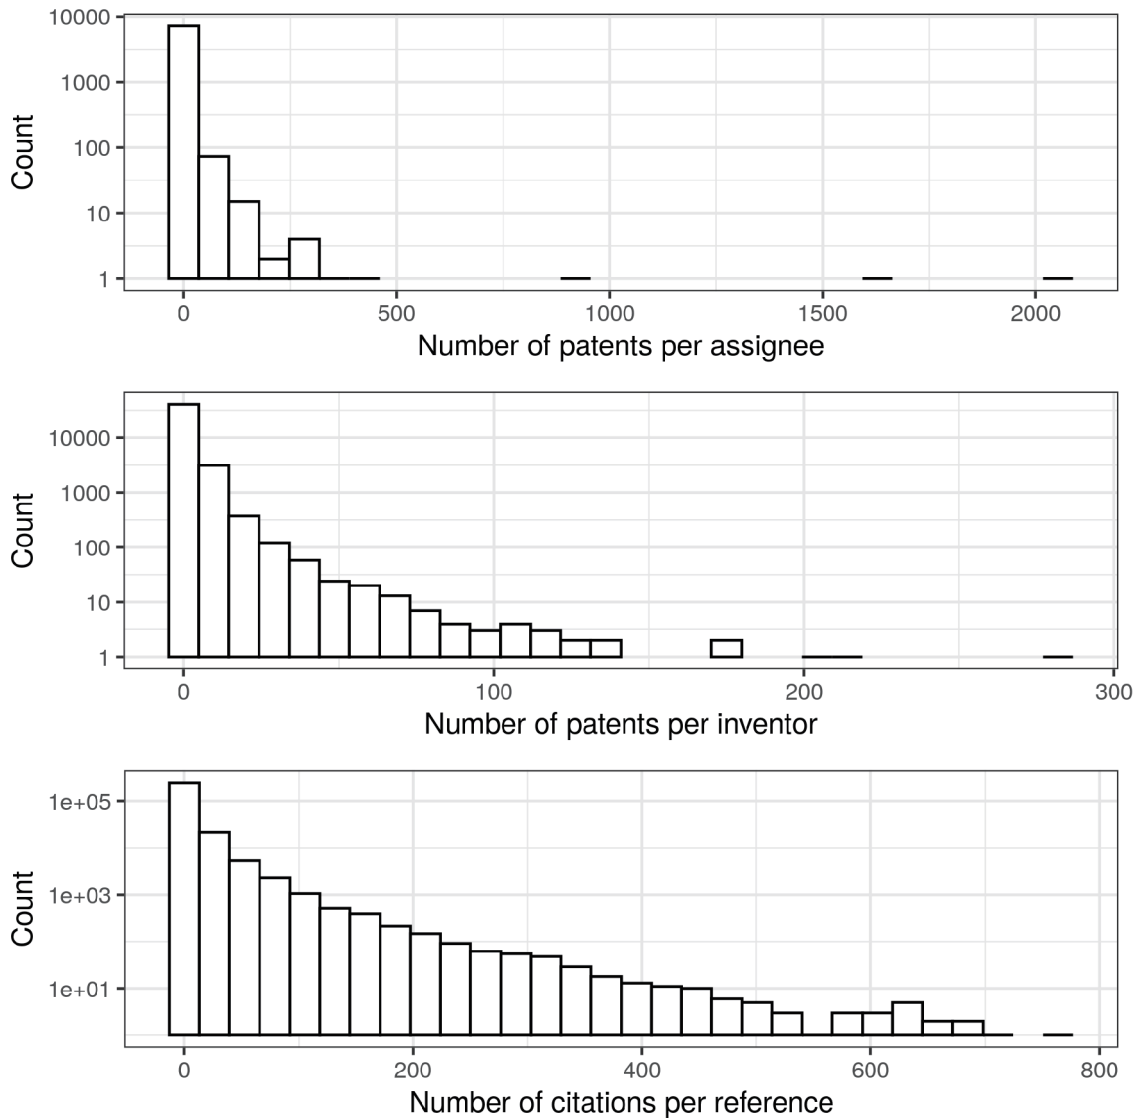 10000
1000
100
10
1
Count
0 500 1000 1500 2000
Number of patents per assignee
10000
1000
100
10
1
Count
0 100 200 300
Number of patents per inventor
1e+05
1e+03
1e+01
Count
0 200 400 600 800
Number of citations per reference